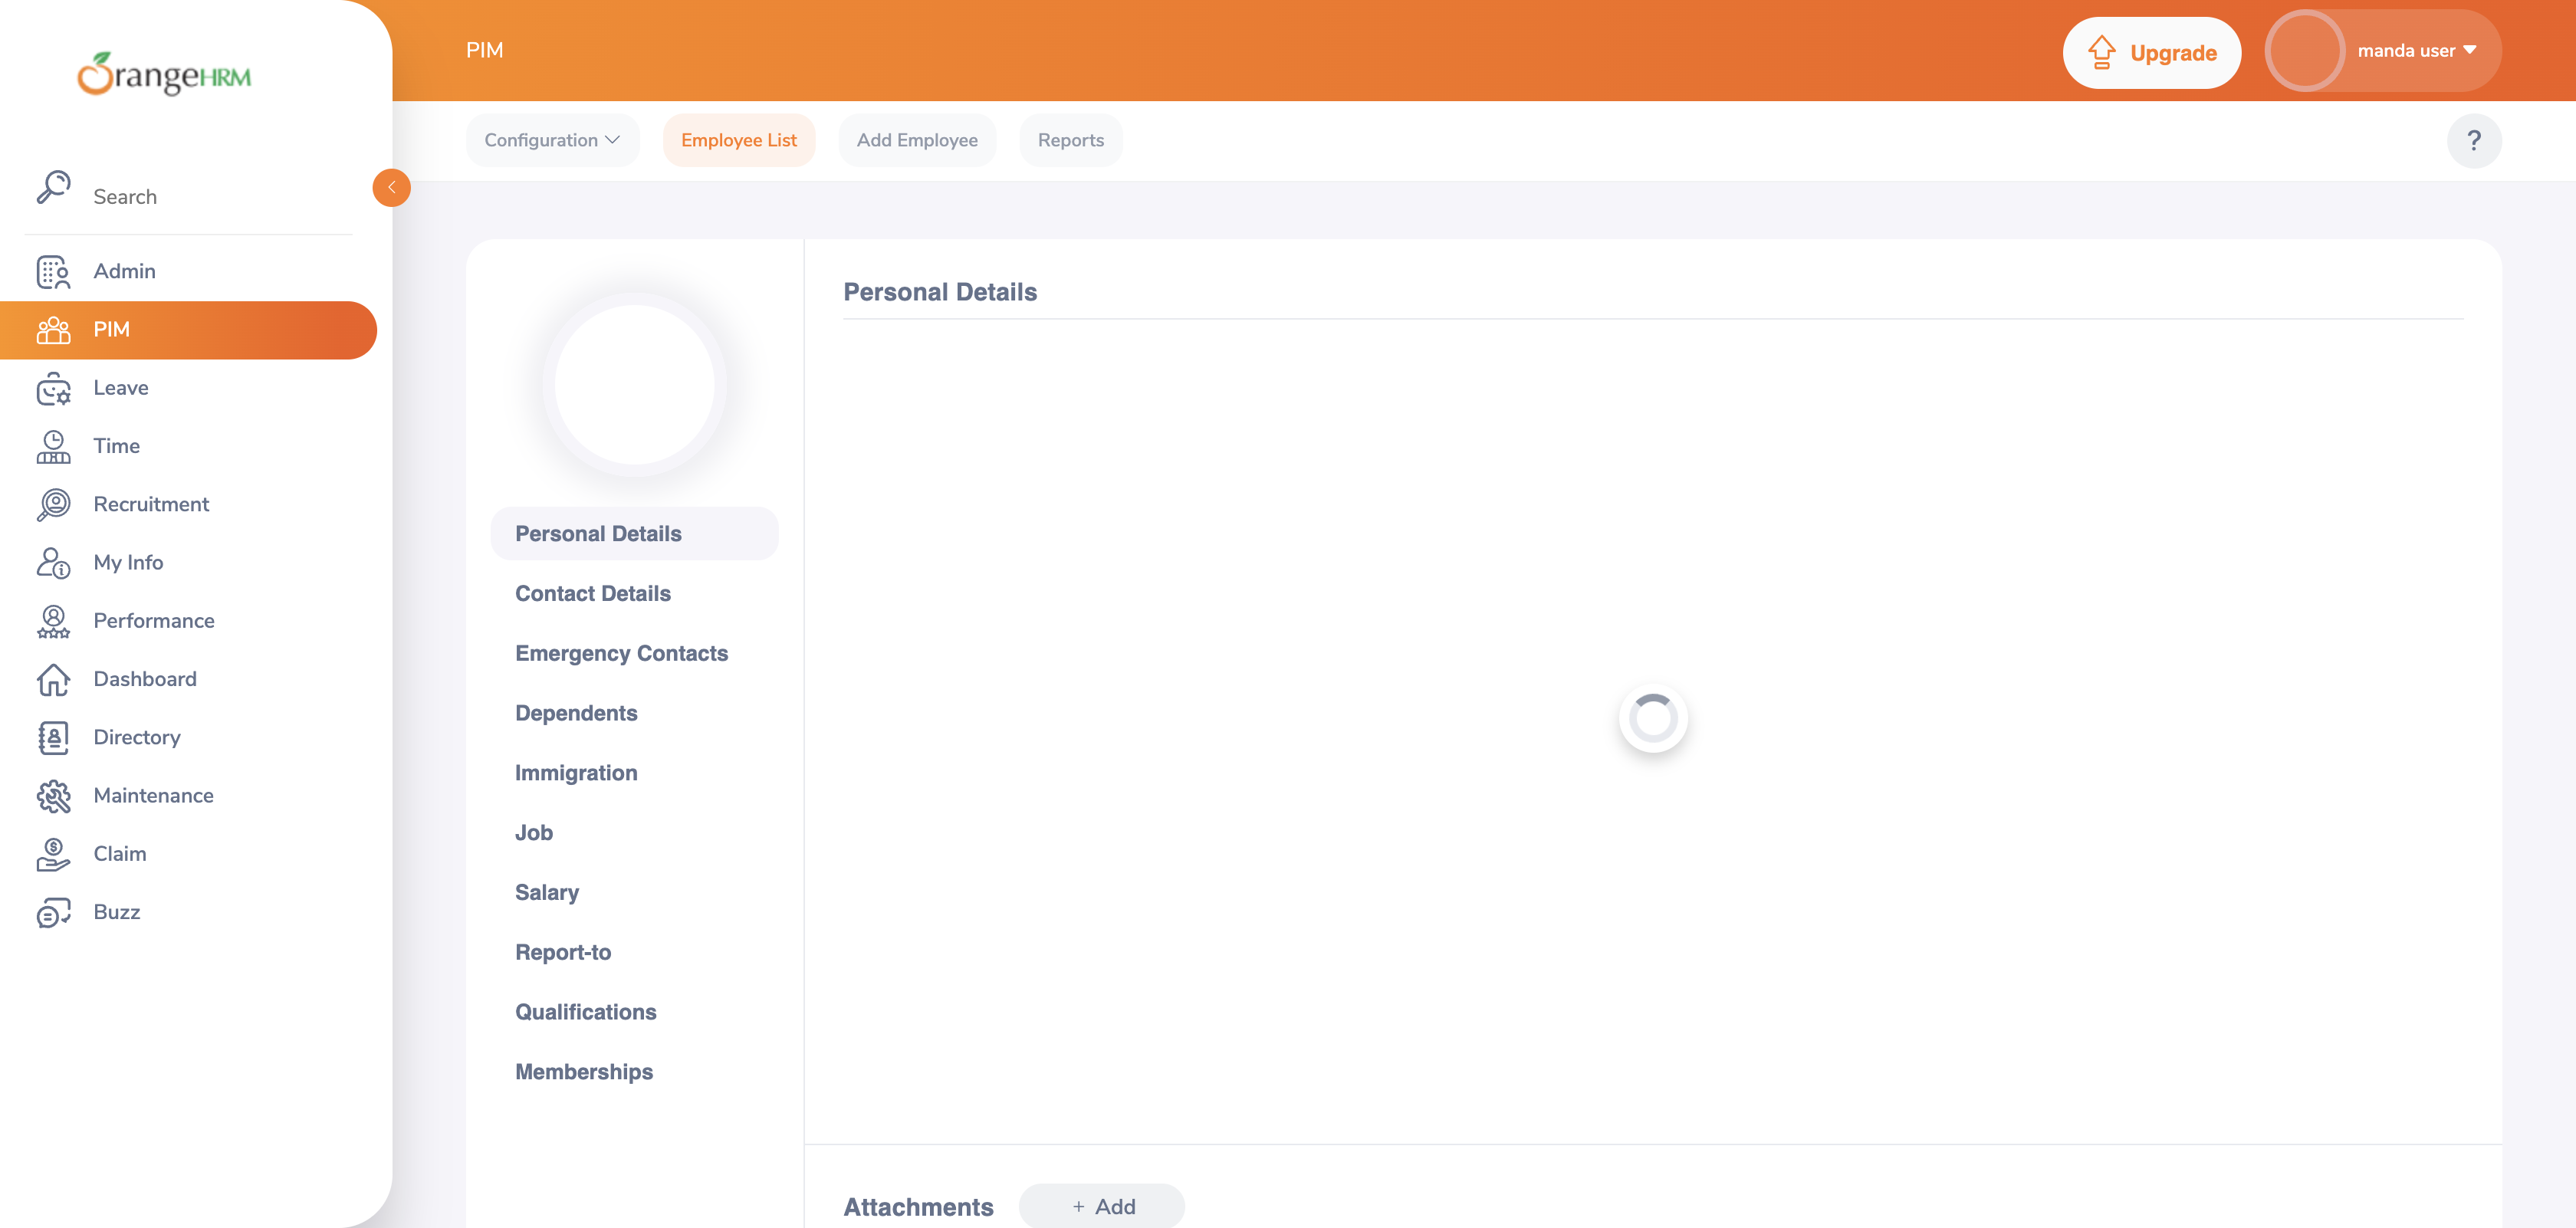 OrangeHRM
Search
Admin
PIM
Leave
Time
Recruitment
My Info
Performance
Dashboard
Directory
Maintenance
Claim
Buzz
PIM
Upgrade
manda user
Configuration
Employee List
Add Employee
Reports
?
Personal Details
Contact Details
Emergency Contacts
Dependents
Immigration
Job
Salary
Report-to
Qualifications
Memberships
Personal Details
Attachments
+ Add